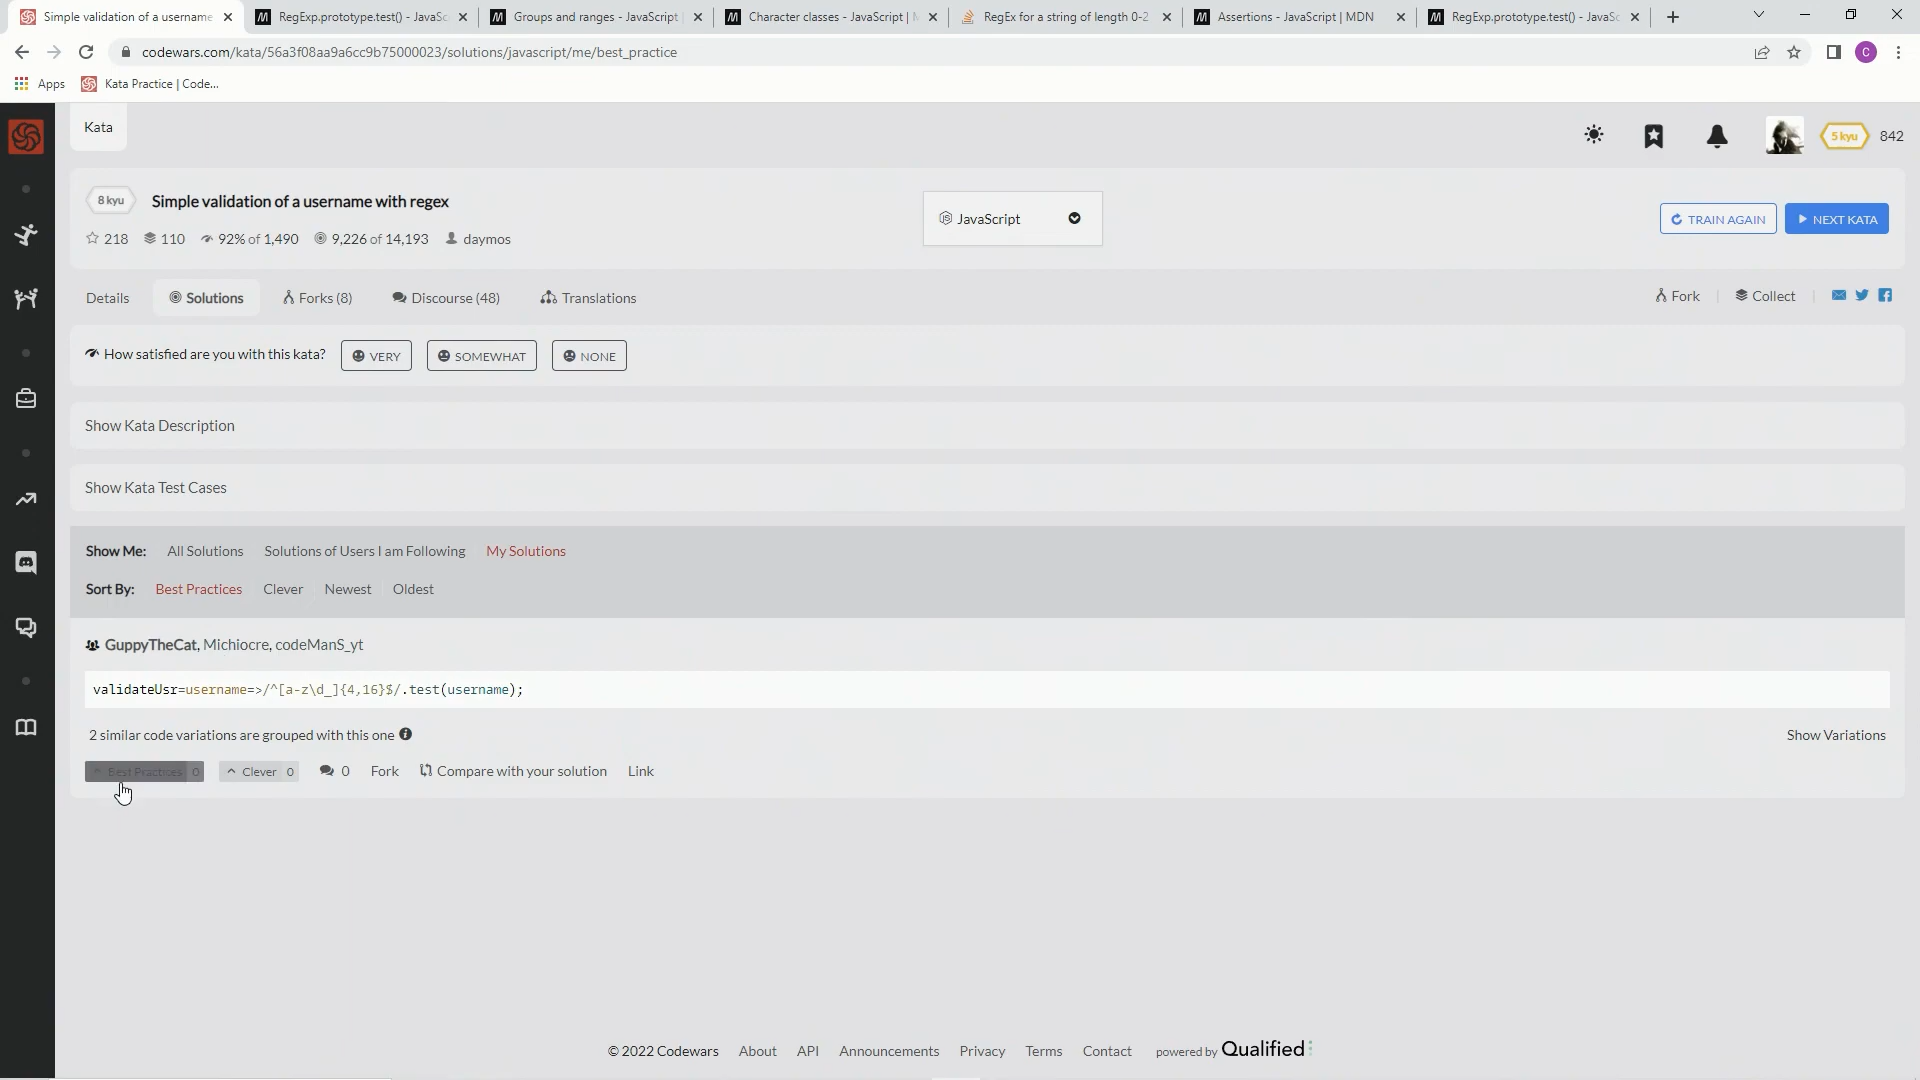 Simple validation of a username
RegExp.prototype.test() - JavaSc
Groups and ranges - JavaScript
Character classes - JavaScript |
RegEx for a string of length 0-2
Assertions - JavaScript | MDN
RegExp.prototype.test() - JavaSc
codewars.com/kata/56a3f08aa9a6cc9b75000023/solutions/javascript/me/best_practice
C
Apps
Kata Practice | Code...
Kata
5 kyu 842
8 kyu Simple validation of a username with regex
218 110 92% of 1,490 9,226 of 14,193 daymos
JavaScript
TRAIN AGAIN
NEXT KATA
Details Solutions Forks (8) Discourse (48) Translations
Fork Collect
How satisfied are you with this kata? VERY SOMEWHAT NONE
Show Kata Description
Show Kata Test Cases
Show Me: All Solutions Solutions of Users I am Following My Solutions
Sort By: Best Practices Clever Newest Oldest
GuppyTheCat, Michiocre, codeManS_yt
validateUsr=username=>/^[a-z\d_]{4,16}$/.test(username);
2 similar code variations are grouped with this one
Show Variations
Best Practices 0 Clever 0 0 Fork Compare with your solution Link
© 2022 Codewars About API Announcements Privacy Terms Contact powered by Qualified